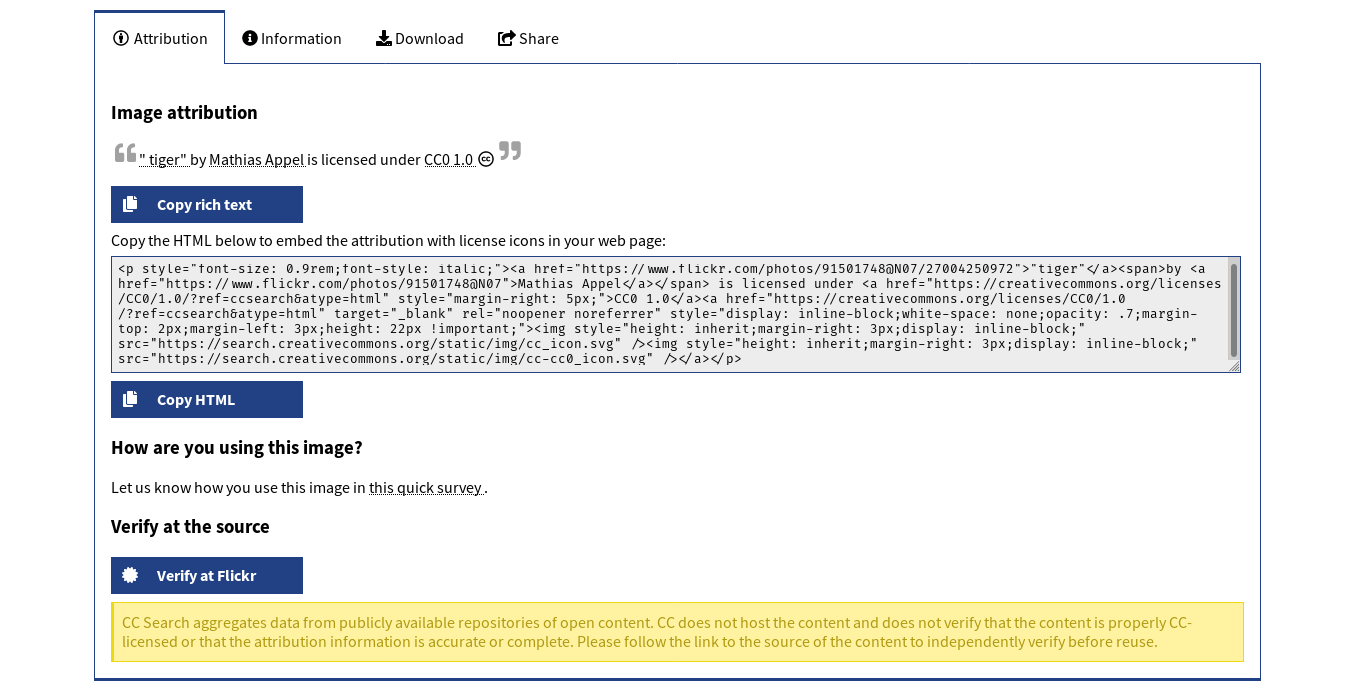 Attribution Information Download Share
Image attribution
" tiger" by Mathias Appel is licensed under CC0 1.0
Copy rich text
Copy the HTML below to embed the attribution with license icons in your web page:
<p style="font-size: 0.9rem;font-style: italic;"><a href="https://www.flickr.com/photos/91501748@N07/27004250972">"tiger"</a><span>by <a
href="https://www.flickr.com/photos/91501748@N07">Mathias Appel</a></span> is licensed under <a href="https://creativecommons.org/licenses
/CC0/1.0/?ref=ccsearch&atype=html" style="margin-right: 5px;">CC0 1.0</a><a href="https://creativecommons.org/licenses/CC0/1.0
/?ref=ccsearch&atype=html" target="_blank" rel="noopener noreferrer" style="display: inline-block;white-space: none;opacity: .7;margin-
top: 2px;margin-left: 3px;height: 22px !important;"><img style="height: inherit;margin-right: 3px;display: inline-block;"
src="https://search.creativecommons.org/static/img/cc_icon.svg" /><img style="height: inherit;margin-right: 3px;display: inline-block;"
src="https://search.creativecommons.org/static/img/cc-cc0_icon.svg" /></a></p>
Copy HTML
How are you using this image?
Let us know how you use this image in this quick survey .
Verify at the source
Verify at Flickr
CC Search aggregates data from publicly available repositories of open content. CC does not host the content and does not verify that the content is properly CC-
licensed or that the attribution information is accurate or complete. Please follow the link to the source of the content to independently verify before reuse.